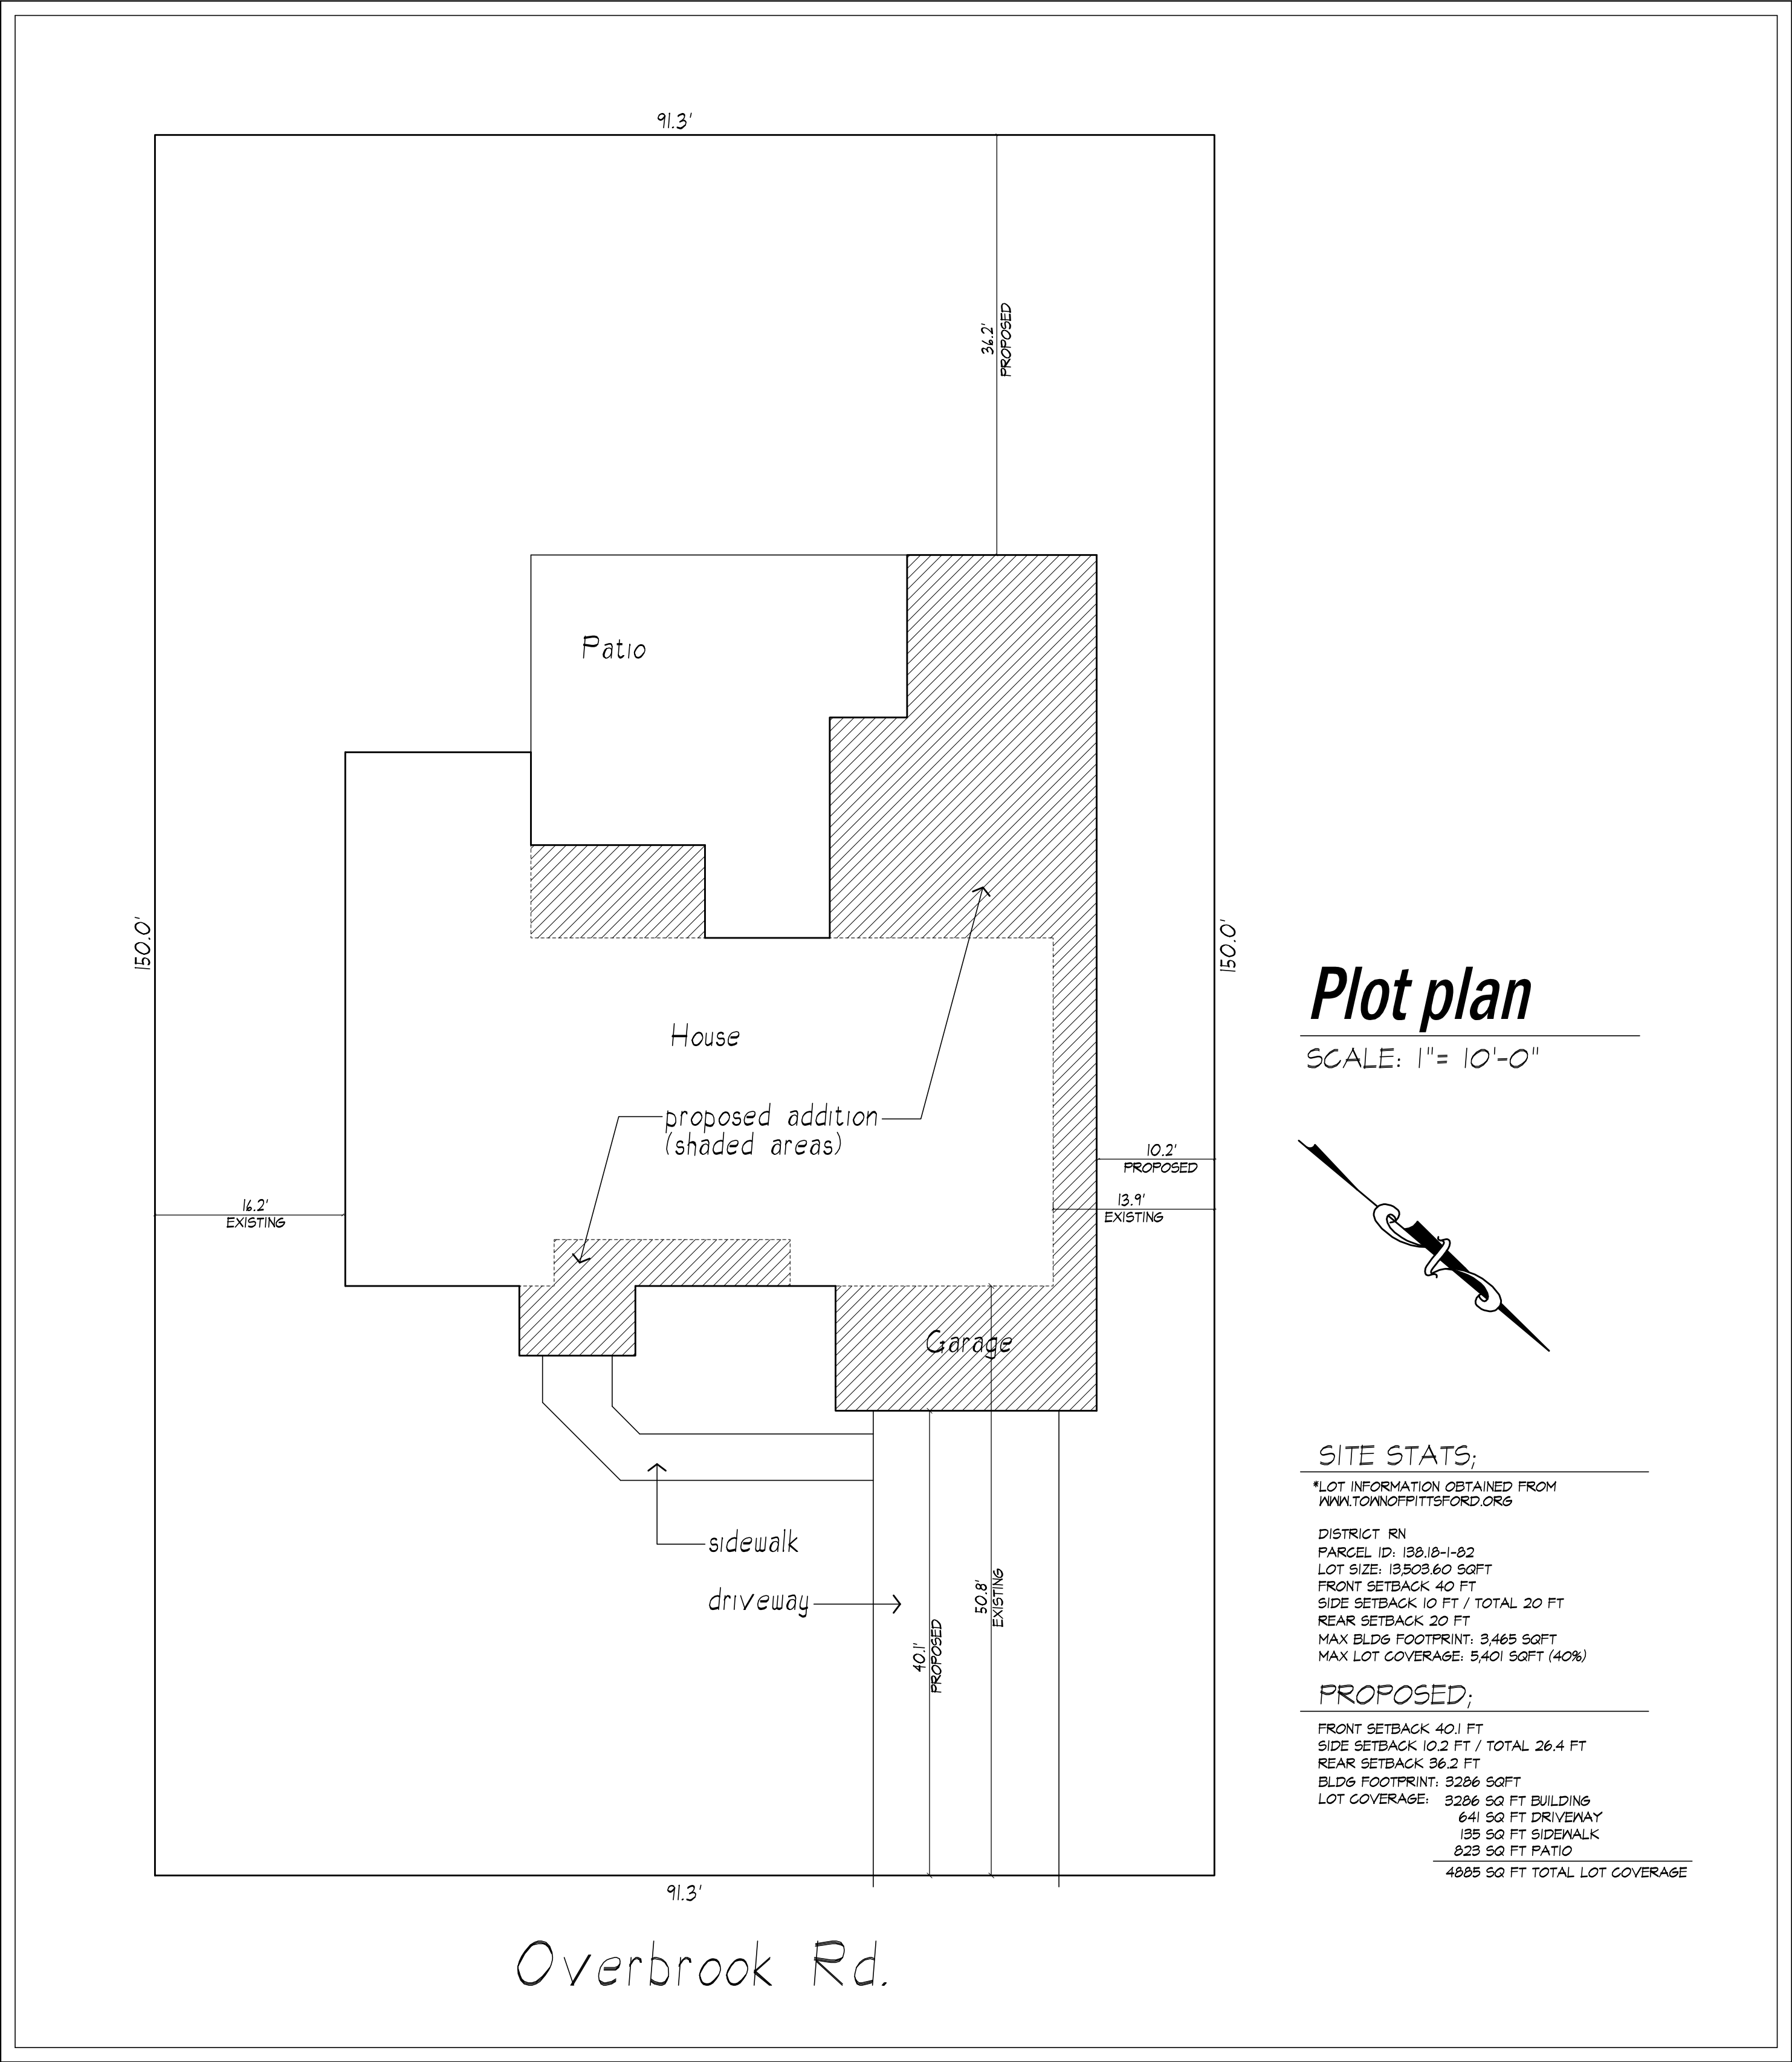 91.3'
36.2'
PROPOSED
Patio
150.0'
150.0'
House
proposed addition
(shaded areas)
10.2'
PROPOSED
13.9'
EXISTING
16.2'
EXISTING
Garage
sidewalk
driveway
40.1'
PROPOSED
50.8'
EXISTING
91.3'
Overbrook Rd.
Plot plan
SCALE: 1"= 10'-0"
SITE STATS;
*LOT INFORMATION OBTAINED FROM
WWW.TOWNOFPITTSFORD.ORG
DISTRICT RN
PARCEL ID: 138.18-1-82
LOT SIZE: 13,503.60 SQFT
FRONT SETBACK 40 FT
SIDE SETBACK 10 FT / TOTAL 20 FT
REAR SETBACK 20 FT
MAX BLDG FOOTPRINT: 3,465 SQFT
MAX LOT COVERAGE: 5,401 SQFT (40%)
PROPOSED;
FRONT SETBACK 40.1 FT
SIDE SETBACK 10.2 FT / TOTAL 26.4 FT
REAR SETBACK 36.2 FT
BLDG FOOTPRINT: 3286 SQFT
LOT COVERAGE: 3286 SQ FT BUILDING
641 SQ FT DRIVEWAY
135 SQ FT SIDEWALK
823 SQ FT PATIO
4885 SQ FT TOTAL LOT COVERAGE